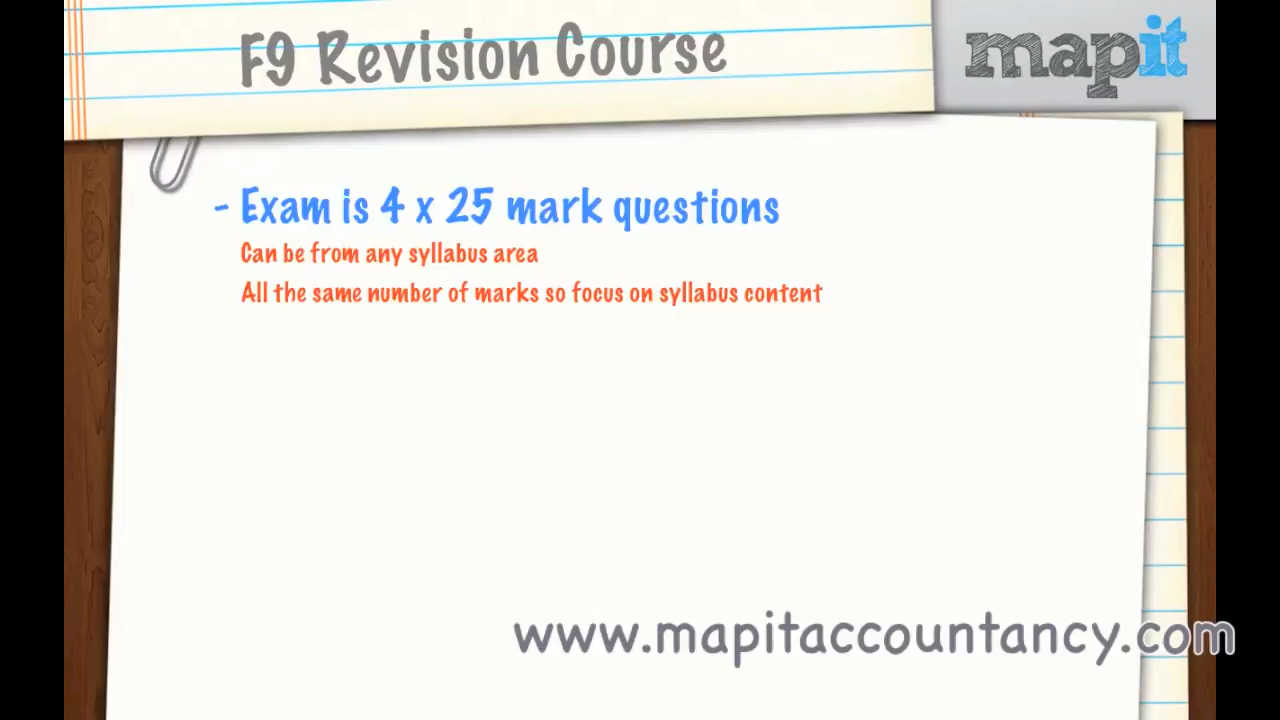 F9 Revision Course
mapit
- Exam is 4 x 25 mark questions
Can be from any syllabus area
All the same number of marks so focus on syllabus content
www.mapitaccountancy.com